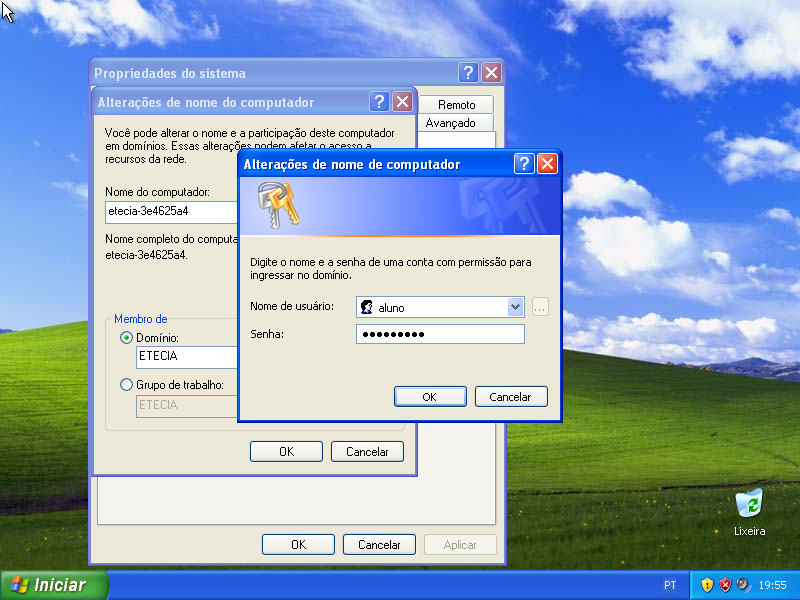 Propriedades do sistema
Alterações de nome do computador
Remoto
Avançado
Você pode alterar o nome e a participação deste computador
em domínios. Essas alterações podem afetar o acesso a
recursos da rede.
Nome do computador:
etecia-3e4625a4
Nome completo do computa
etecia-3e4625a4.
Membro de
Domínio:
ETECIA
Grupo de trabalho:
ETECIA
OK
Cancelar
Alterações de nome de computador
Digite o nome e a senha de uma conta com permissão para
ingressar no domínio.
Nome de usuário:
aluno
...
Senha:
●●●●●●●●●
OK
Cancelar
OK
Cancelar
Aplicar
Lixeira
Iniciar
PT
19:55